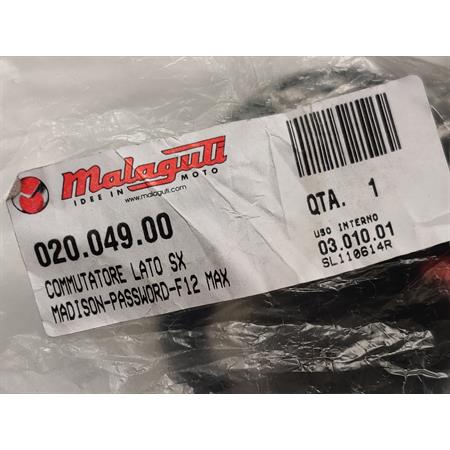 malaguti
IDEE IN MOTO
www.malaguti.com
020.049.00
COMMUTATORE LATO SX
MADISON-PASSWORD-F12 MAX
QTA. 1
USO INTERNO
03.010.01
SL110614R